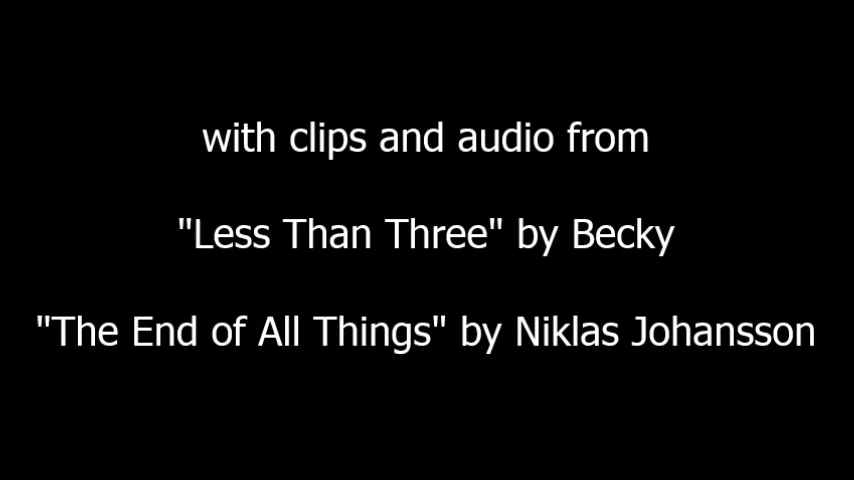 with clips and audio from
"Less Than Three" by Becky
"The End of All Things" by Niklas Johansson